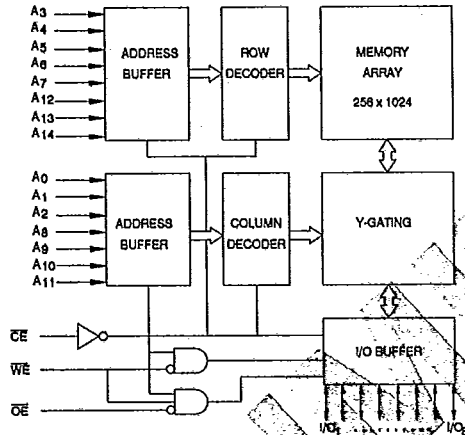 A3
A4
A5
A6
A7
A12
A13
A14
ADDRESS
BUFFER
ROW
DECODER
MEMORY
ARRAY
256 x 1024
A0
A1
A2
A8
A9
A10
A11
ADDRESS
BUFFER
COLUMN
DECODER
Y-GATING
CE
WE
OE
I/O BUFFER